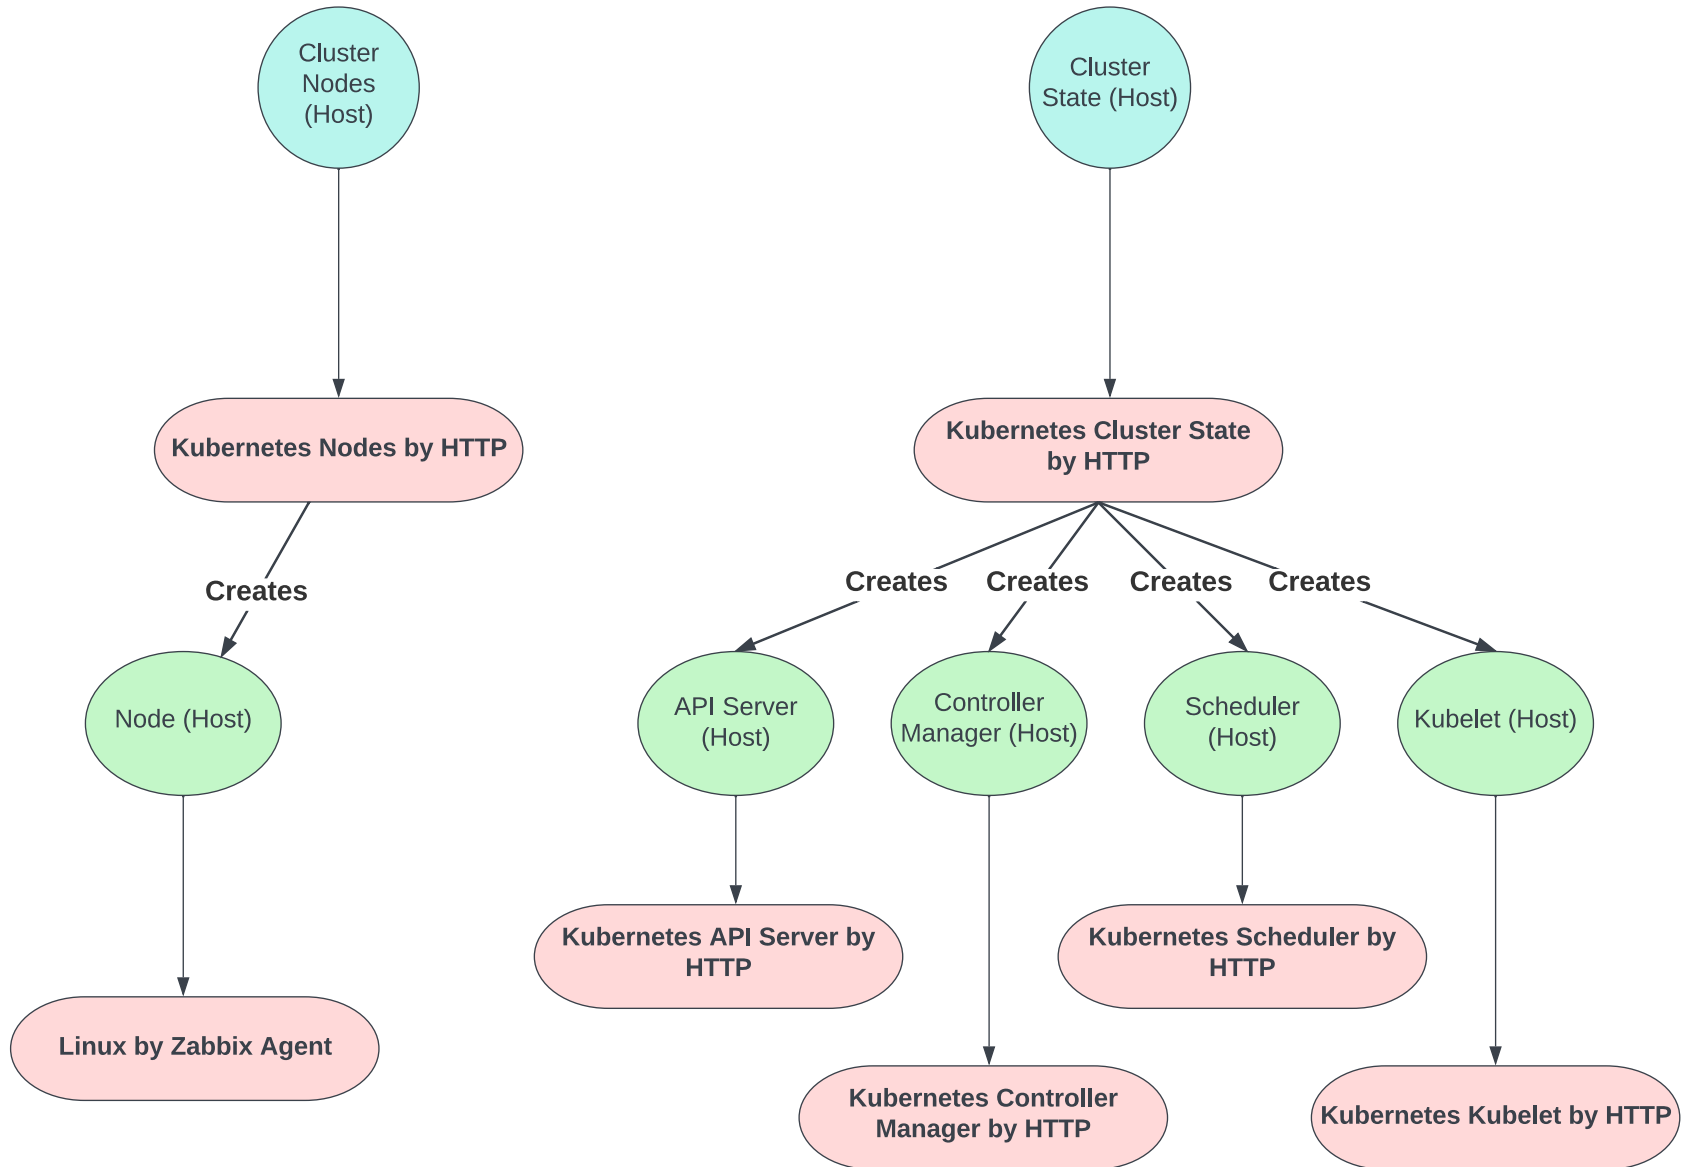 Cluster
Nodes
(Host)
Cluster
State (Host)
Kubernetes Nodes by HTTP
Kubernetes Cluster State
by HTTP
Creates
Creates
Creates
Creates
Creates
Node (Host)
API Server
(Host)
Controller
Manager (Host)
Scheduler
(Host)
Kubelet (Host)
Kubernetes API Server by
HTTP
Kubernetes Scheduler by
HTTP
Linux by Zabbix Agent
Kubernetes Controller
Manager by HTTP
Kubernetes Kubelet by HTTP